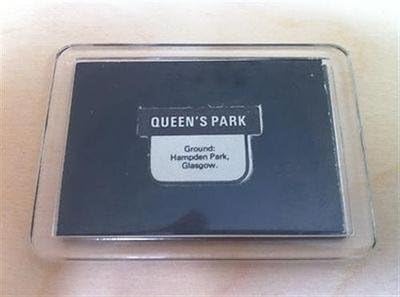 QUEEN'S PARK
Ground:
Hampden Park,
Glasgow.